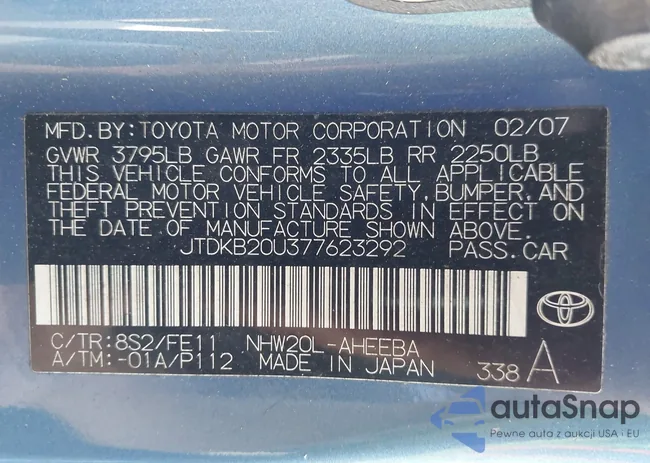 MFD.BY:TOYOTA MOTOR CORPORATION 02/07
GVWR 3795LB GAWR FR 2335LB RR 2250LB
THIS VEHICLE CONFORMS TO ALL APPLICABLE
FEDERAL MOTOR VEHICLE SAFETY, BUMPER, AND
THEFT PREVENTION STANDARDS IN EFFECT ON
THE DATE OF MANUFACTURE SHOWN ABOVE.
JTDKB20U377623292 PASS.CAR
C/TR:8S2/FE11 NHW20L-AHEEBA
A/TM:-01A/P112 MADE IN JAPAN 338 A
autaSnap
Pewne auta z aukcji USA i EU